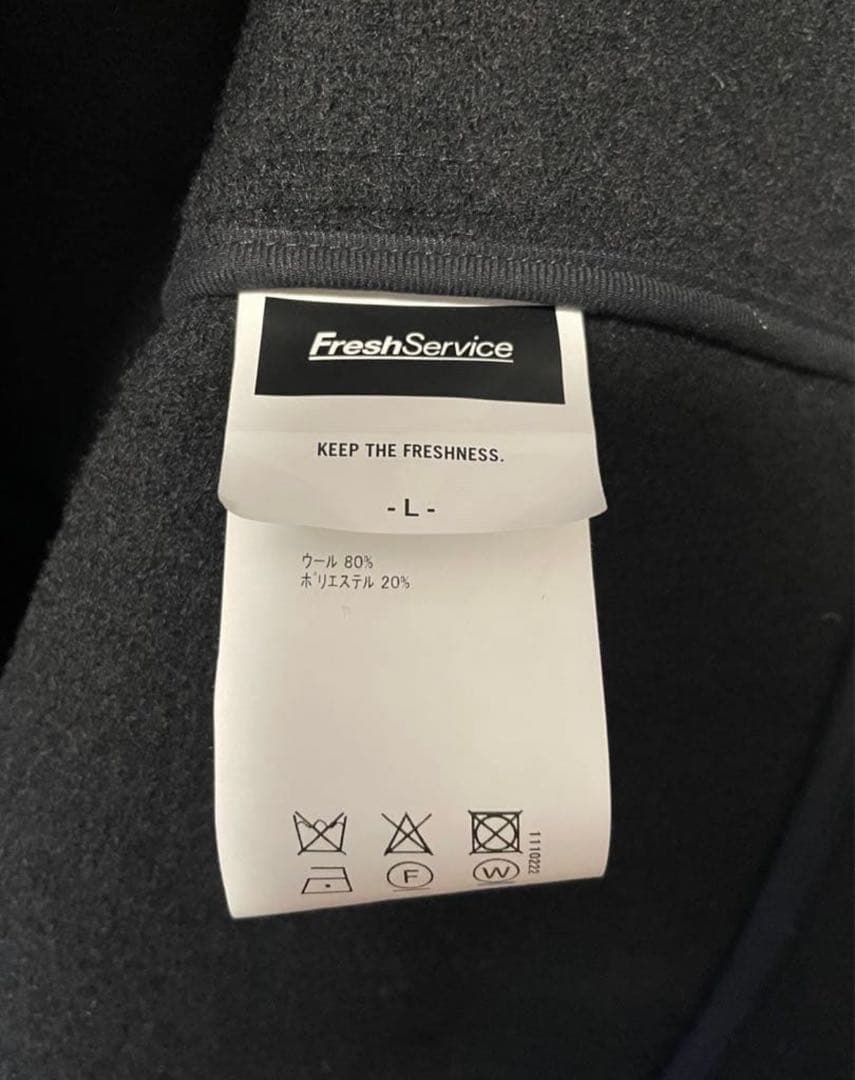 FreshService
KEEP THE FRESHNESS.
- L -
ウール 80%
ポリエステル 20%
1110222
F
W